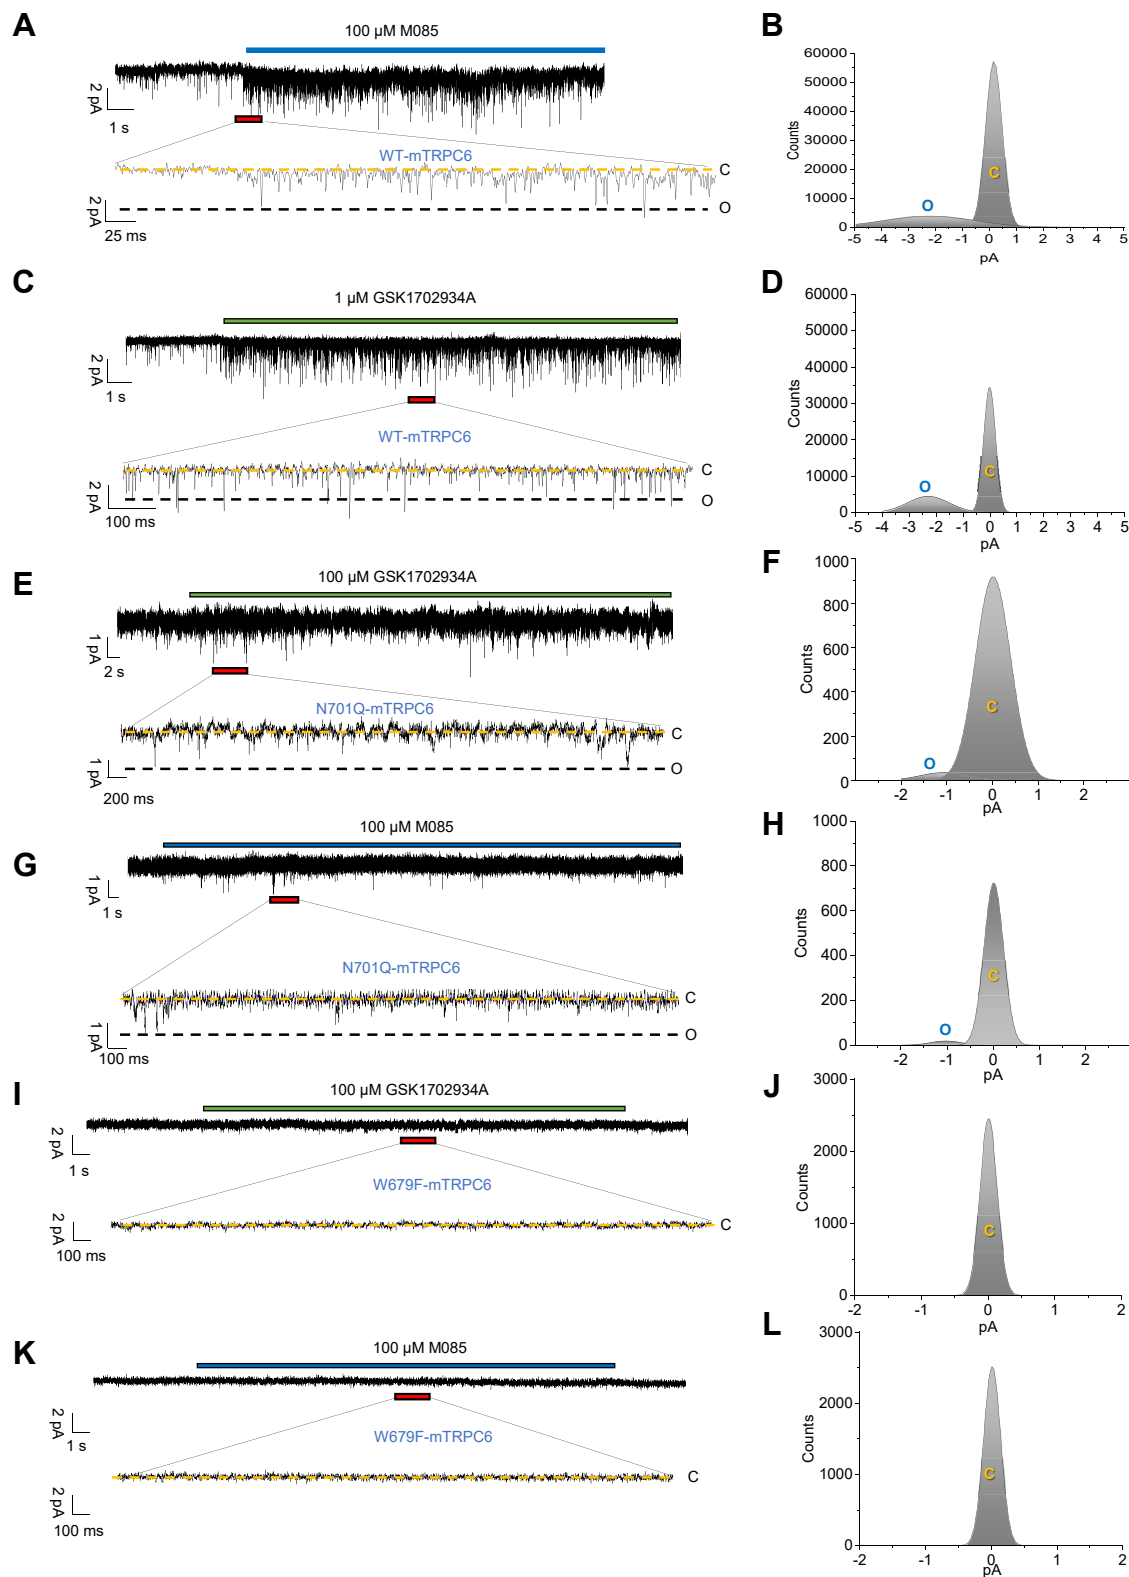 A
100 µM M085
2 pA
1 s
WT-mTRPC6
C
O
2 pA
25 ms
B
60000
50000
40000
30000
20000
10000
0
Counts
C
O
-5 -4 -3 -2 -1 0 1 2 3 4 5
pA
C
1 µM GSK1702934A
2 pA
1 s
WT-mTRPC6
C
O
2 pA
100 ms
D
60000
50000
40000
30000
20000
10000
0
Counts
C
O
-5 -4 -3 -2 -1 0 1 2 3 4 5
pA
E
100 µM GSK1702934A
1 pA
2 s
N701Q-mTRPC6
C
O
1 pA
200 ms
F
1000
800
600
400
200
0
Counts
C
O
-2 -1 0 1 2
pA
G
100 µM M085
1 pA
1 s
N701Q-mTRPC6
C
O
1 pA
100 ms
H
1000
800
600
400
200
0
Counts
C
O
-2 -1 0 1 2
pA
I
100 µM GSK1702934A
2 pA
1 s
W679F-mTRPC6
C
2 pA
100 ms
J
3000
2000
1000
0
Counts
C
-2 -1 0 1 2
pA
K
100 µM M085
2 pA
1 s
W679F-mTRPC6
C
2 pA
100 ms
L
3000
2000
1000
0
Counts
C
-2 -1 0 1 2
pA